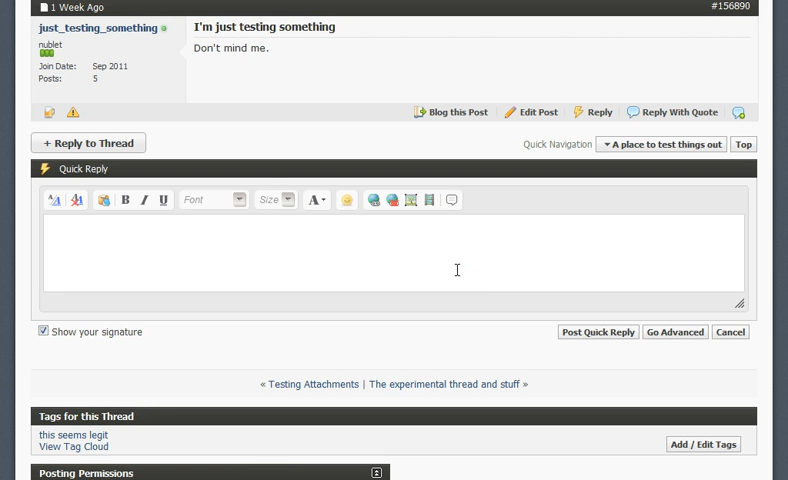 1 Week Ago #156890
just_testing_something I'm just testing something
nublet Don't mind me.
Join Date: Sep 2011
Posts: 5
Blog this Post Edit Post Reply Reply With Quote
+ Reply to Thread Quick Navigation A place to test things out Top
Quick Reply
B I U Font Size A
Show your signature Post Quick Reply Go Advanced Cancel
« Testing Attachments | The experimental thread and stuff »
Tags for this Thread
this seems legit
View Tag Cloud Add / Edit Tags
Posting Permissions